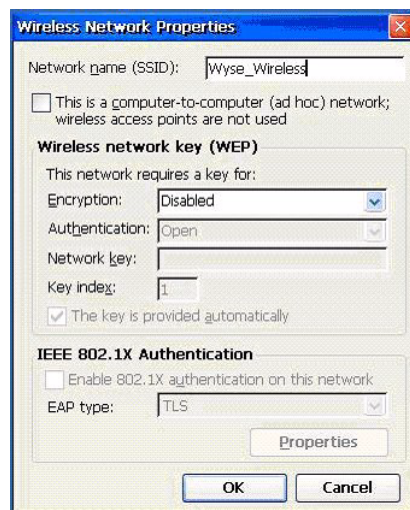 Wireless Network Properties
Network name (SSID): Wyse_Wireless
This is a computer-to-computer (ad hoc) network;
wireless access points are not used
Wireless network key (WEP)
This network requires a key for:
Encryption: Disabled
Authentication: Open
Network key:
Key index: 1
The key is provided automatically
IEEE 802.1X Authentication
Enable 802.1X authentication on this network
EAP type: TLS
Properties
OK Cancel